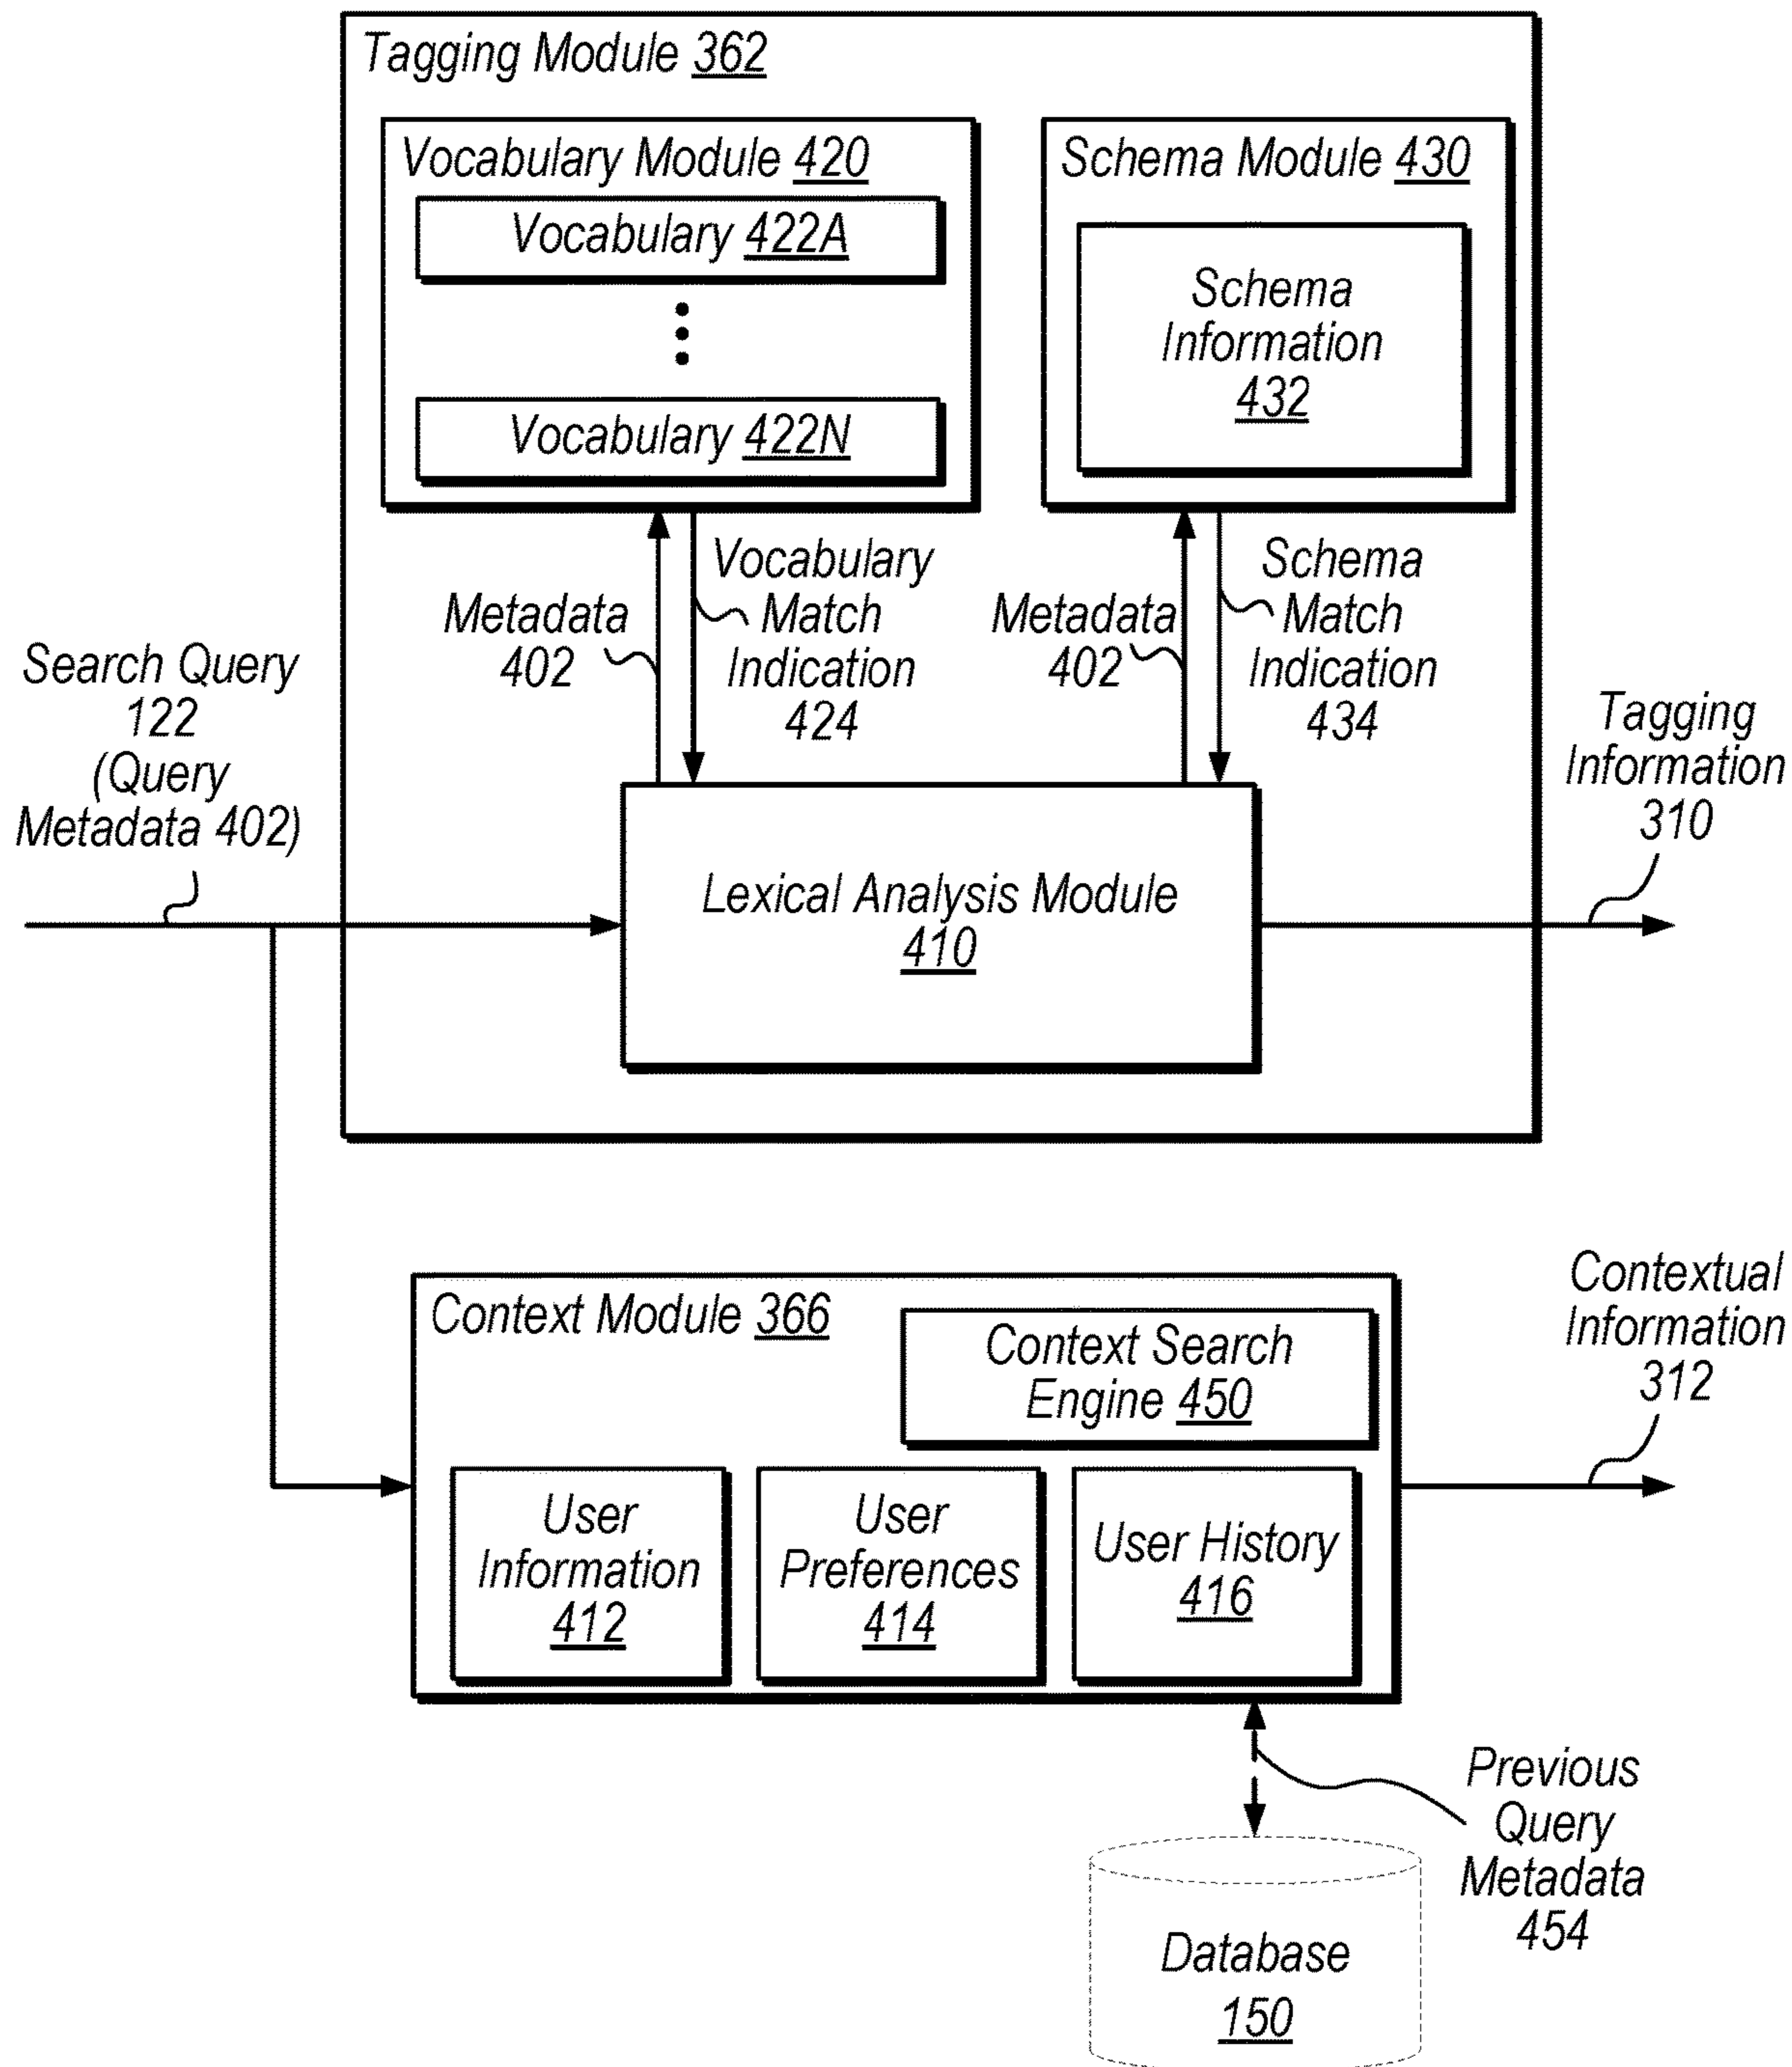 Tagging Module 362
Vocabulary Module 420
Vocabulary 422A
Vocabulary 422N
Schema Module 430
Schema
Information
432
Metadata
402
Vocabulary
Match
Indication
424
Metadata
402
Schema
Match
Indication
434
Search Query
122
(Query
Metadata 402)
Lexical Analysis Module
410
Tagging
Information
310
Context Module 366
Context Search
Engine 450
User
Information
412
User
Preferences
414
User History
416
Contextual
Information
312
Previous
Query
Metadata
454
Database
150